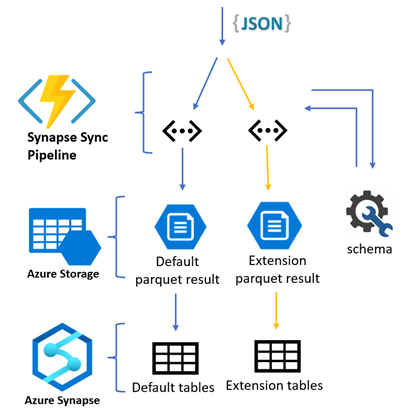 {JSON}
Synapse Sync
Pipeline
schema
Default
parquet result
Extension
parquet result
Azure Storage
Default tables
Extension tables
Azure Synapse